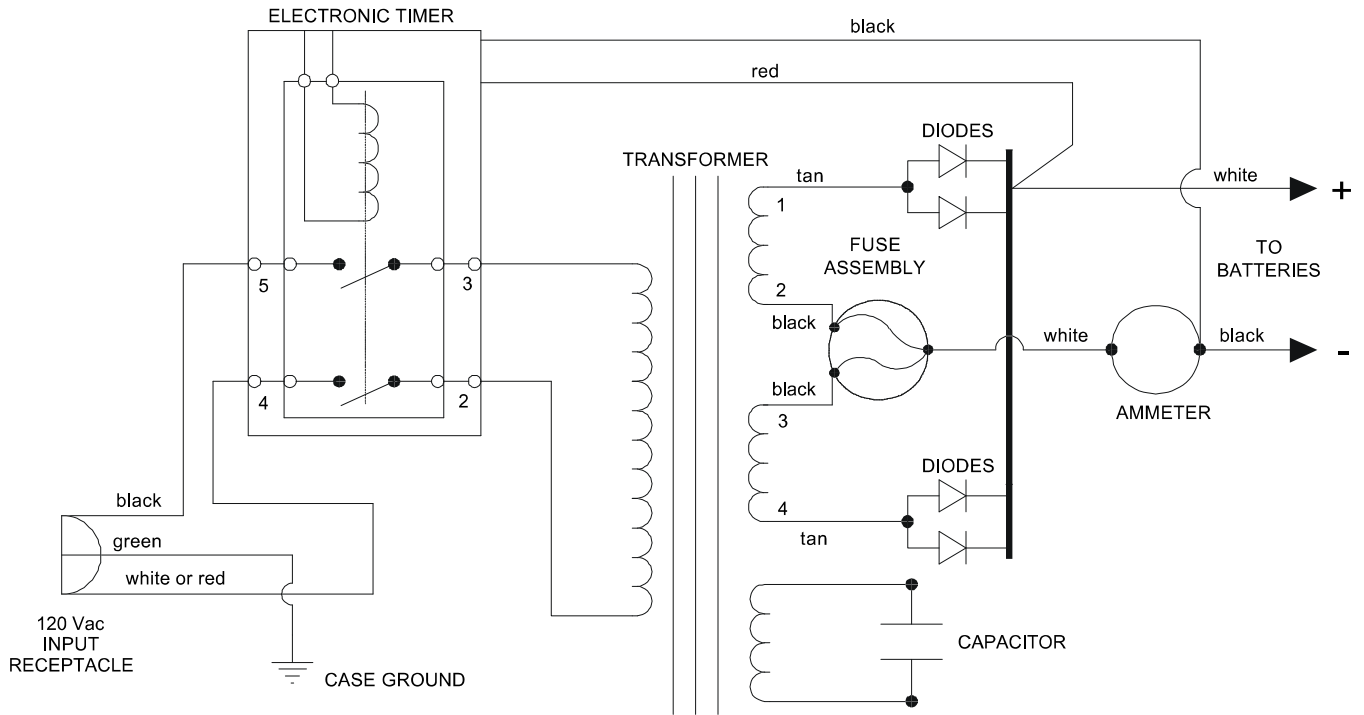 ELECTRONIC TIMER
black
red
DIODES
TRANSFORMER
tan
white
+
1
FUSE
ASSEMBLY
TO
BATTERIES
5
3
2
black
white
black
-
black
4
2
3
AMMETER
DIODES
4
tan
black
green
white or red
120 Vac
INPUT
RECEPTACLE
CASE GROUND
CAPACITOR